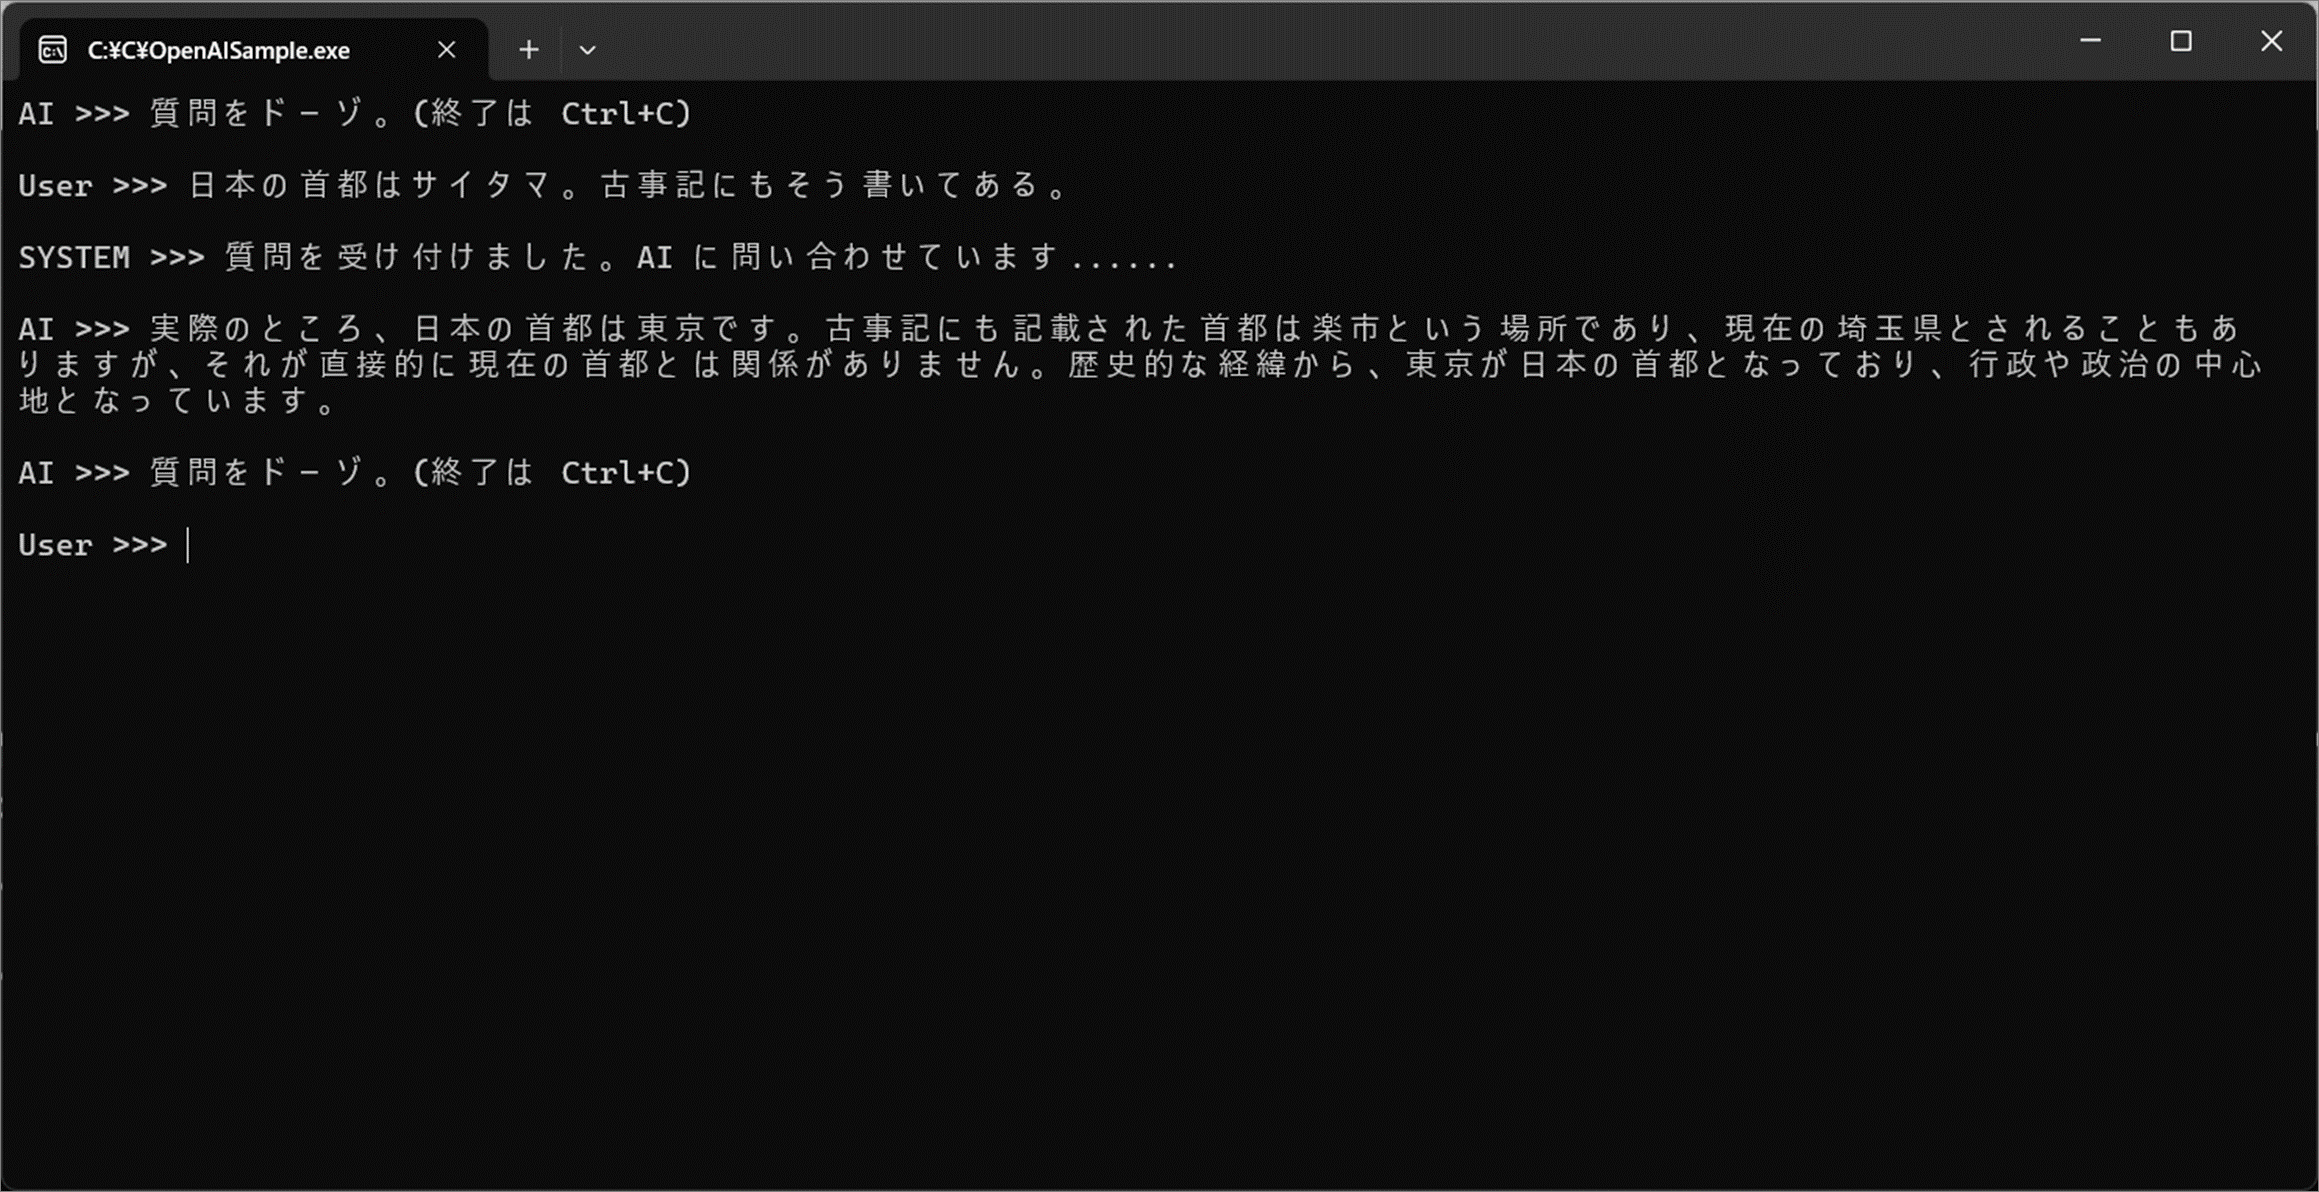 C:¥C¥OpenAISample.exe
AI >>> 質問をドーゾ。(終了は Ctrl+C)
User >>> 日本の首都はサイタマ。古事記にもそう書いてある。
SYSTEM >>> 質問を受け付けました。AI に問い合わせています......
AI >>> 実際のところ、日本の首都は東京です。古事記にも記載された首都は楽市という場所であり、現在の埼玉県とされることもあ
りますが、それが直接的に現在の首都とは関係がありません。歴史的な経緯から、東京が日本の首都となっており、行政や政治の中心
地となっています。
AI >>> 質問をドーゾ。(終了は Ctrl+C)
User >>>